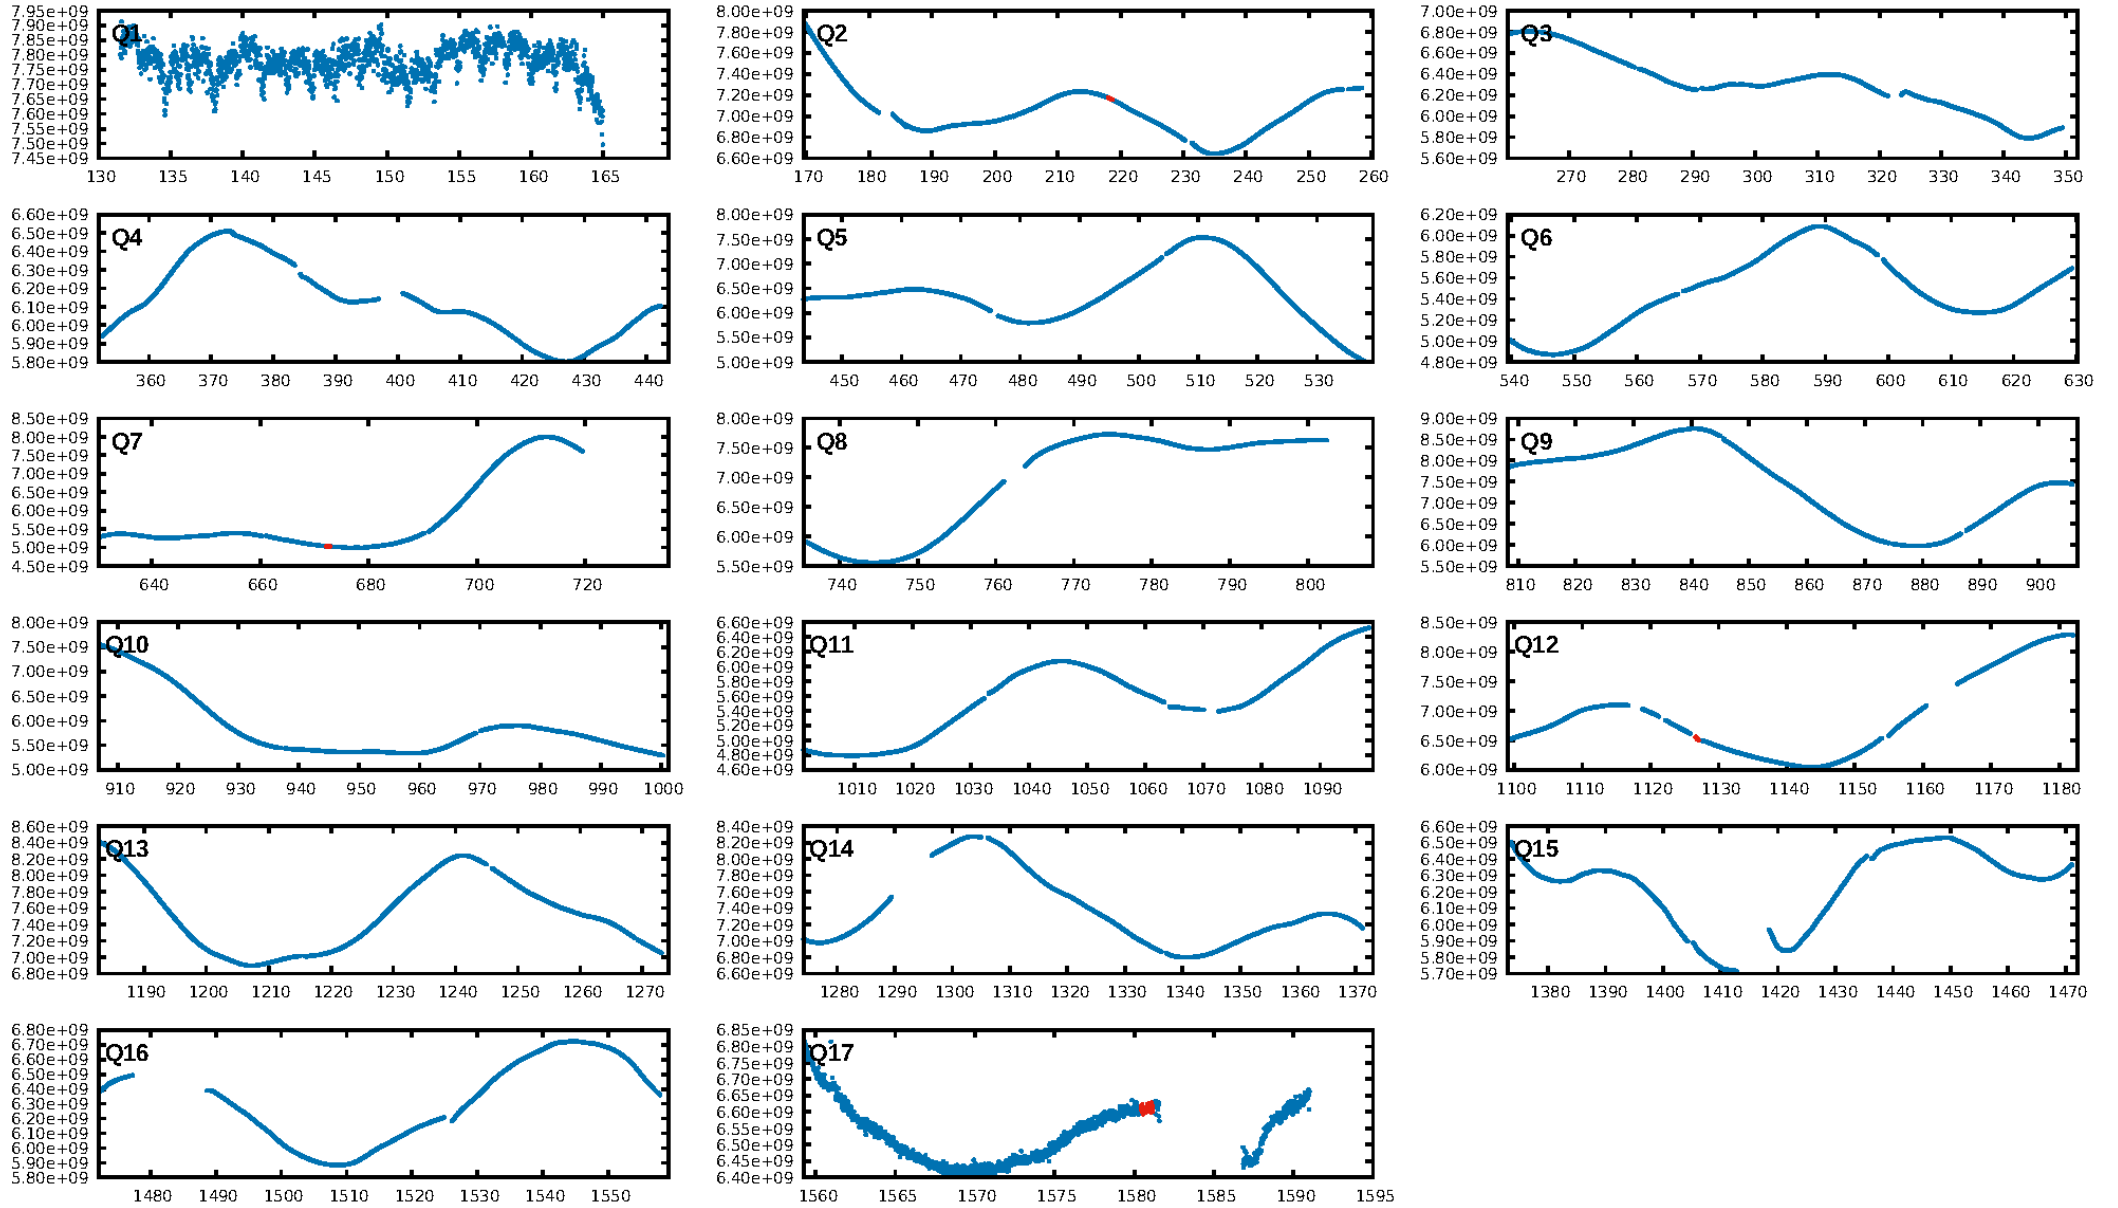 7.95e+09
7.90e+09
7.85e+09
7.80e+09
7.75e+09
7.70e+09
7.65e+09
7.60e+09
7.55e+09
7.50e+09
7.45e+09
Q1
130 135 140 145 150 155 160 165
8.00e+09
7.80e+09
7.60e+09
7.40e+09
7.20e+09
7.00e+09
6.80e+09
6.60e+09
Q2
170 180 190 200 210 220 230 240 250 260
7.00e+09
6.80e+09
6.60e+09
6.40e+09
6.20e+09
6.00e+09
5.80e+09
5.60e+09
Q3
270 280 290 300 310 320 330 340 350
6.60e+09
6.50e+09
6.40e+09
6.30e+09
6.20e+09
6.10e+09
6.00e+09
5.90e+09
5.80e+09
Q4
360 370 380 390 400 410 420 430 440
8.00e+09
7.50e+09
7.00e+09
6.50e+09
6.00e+09
5.50e+09
5.00e+09
Q5
450 460 470 480 490 500 510 520 530
6.20e+09
6.00e+09
5.80e+09
5.60e+09
5.40e+09
5.20e+09
5.00e+09
4.80e+09
Q6
540 550 560 570 580 590 600 610 620 630
8.50e+09
8.00e+09
7.50e+09
7.00e+09
6.50e+09
6.00e+09
5.50e+09
5.00e+09
4.50e+09
Q7
640 660 680 700 720
8.00e+09
7.50e+09
7.00e+09
6.50e+09
6.00e+09
5.50e+09
Q8
740 750 760 770 780 790 800
9.00e+09
8.50e+09
8.00e+09
7.50e+09
7.00e+09
6.50e+09
6.00e+09
5.50e+09
Q9
810 820 830 840 850 860 870 880 890 900
8.00e+09
7.50e+09
7.00e+09
6.50e+09
6.00e+09
5.50e+09
5.00e+09
Q10
910 920 930 940 950 960 970 980 990 1000
6.60e+09
6.40e+09
6.20e+09
6.00e+09
5.80e+09
5.60e+09
5.40e+09
5.20e+09
5.00e+09
4.80e+09
4.60e+09
Q11
1010 1020 1030 1040 1050 1060 1070 1080 1090
8.50e+09
8.00e+09
7.50e+09
7.00e+09
6.50e+09
6.00e+09
Q12
1100 1110 1120 1130 1140 1150 1160 1170 1180
8.60e+09
8.40e+09
8.20e+09
8.00e+09
7.80e+09
7.60e+09
7.40e+09
7.20e+09
7.00e+09
6.80e+09
Q13
1190 1200 1210 1220 1230 1240 1250 1260 1270
8.40e+09
8.20e+09
8.00e+09
7.80e+09
7.60e+09
7.40e+09
7.20e+09
7.00e+09
6.80e+09
6.60e+09
Q14
1280 1290 1300 1310 1320 1330 1340 1350 1360 1370
6.60e+09
6.50e+09
6.40e+09
6.30e+09
6.20e+09
6.10e+09
6.00e+09
5.90e+09
5.80e+09
5.70e+09
Q15
1380 1390 1400 1410 1420 1430 1440 1450 1460 1470
6.80e+09
6.70e+09
6.60e+09
6.50e+09
6.40e+09
6.30e+09
6.20e+09
6.10e+09
6.00e+09
5.90e+09
5.80e+09
Q16
1480 1490 1500 1510 1520 1530 1540 1550
6.85e+09
6.80e+09
6.75e+09
6.70e+09
6.65e+09
6.60e+09
6.55e+09
6.50e+09
6.45e+09
6.40e+09
Q17
1560 1565 1570 1575 1580 1585 1590 1595